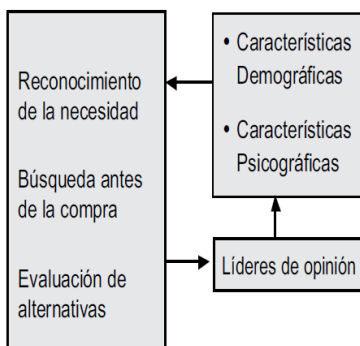 Reconocimiento
de la necesidad
Búsqueda antes
de la compra
Evaluación de
alternativas
• Características
Demográficas
• Características
Psicográficas
Líderes de opinión